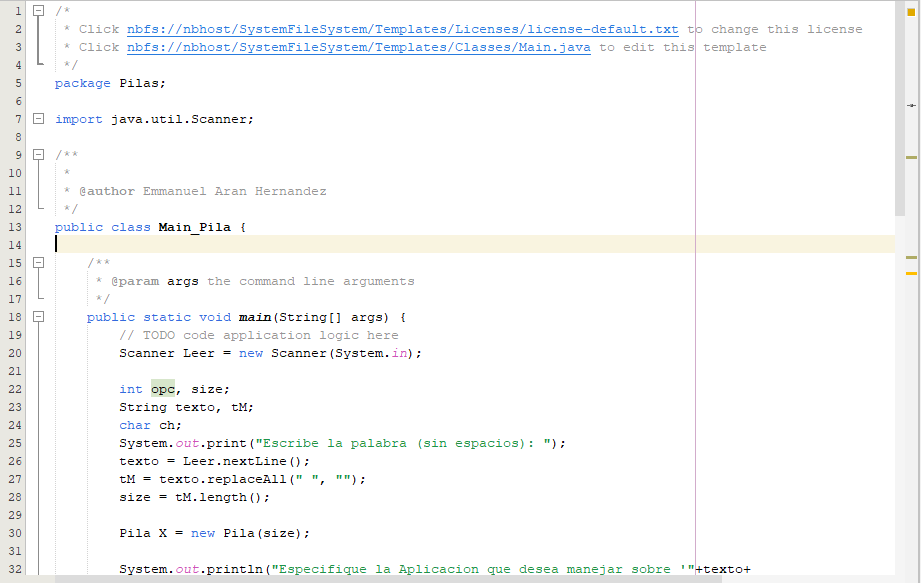 1 /*
2 * Click nbfs://nbhost/SystemFileSystem/Templates/Licenses/license-default.txt to change this license
3 * Click nbfs://nbhost/SystemFileSystem/Templates/Classes/Main.java to edit this template
4 */
5 package Pilas;
6
7 import java.util.Scanner;
8
9 /**
10 *
11 * @author Emmanuel Aran Hernandez
12 */
13 public class Main_Pila {
14
15 /**
16 * @param args the command line arguments
17 */
18 public static void main(String[] args) {
19 // TODO code application logic here
20 Scanner Leer = new Scanner(System.in);
21
22 int opc, size;
23 String texto, tM;
24 char ch;
25 System.out.print("Escribe la palabra (sin espacios): ");
26 texto = Leer.nextLine();
27 tM = texto.replaceAll(" ", "");
28 size = tM.length();
29
30 Pila X = new Pila(size);
31
32 System.out.println("Especifique la Aplicacion que desea manejar sobre '"+texto+